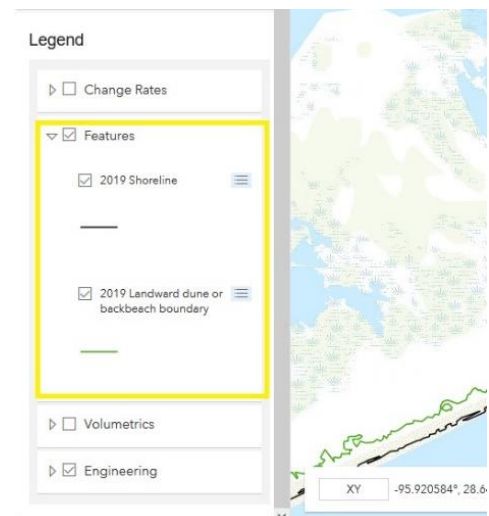 Legend
Change Rates
Features
2019 Shoreline
2019 Landward dune or
backbeach boundary
Volumetrics
Engineering
XY -95.920584°, 28.6